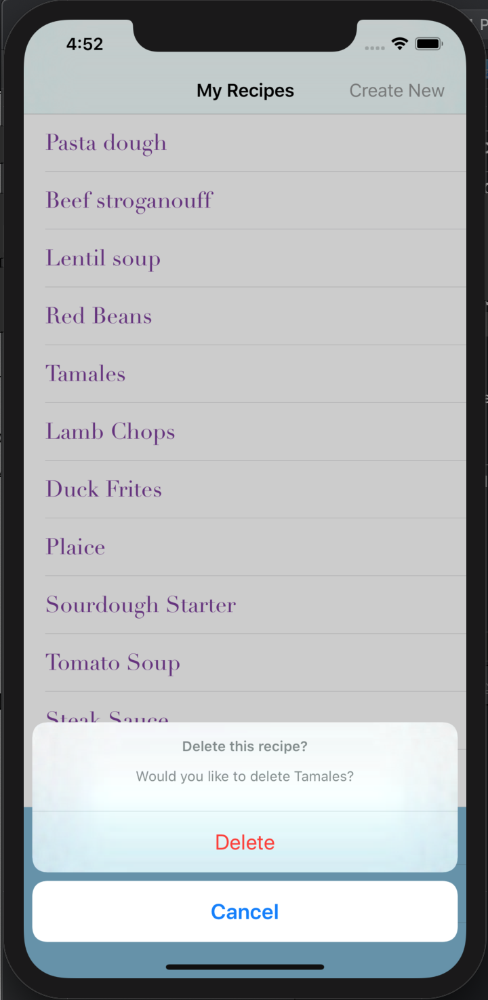 4:52
My Recipes
Create New
Pasta dough
Beef stroganouff
Lentil soup
Red Beans
Tamales
Lamb Chops
Duck Frites
Plaice
Sourdough Starter
Tomato Soup
Steak Sauce
Delete this recipe?
Would you like to delete Tamales?
Delete
Cancel